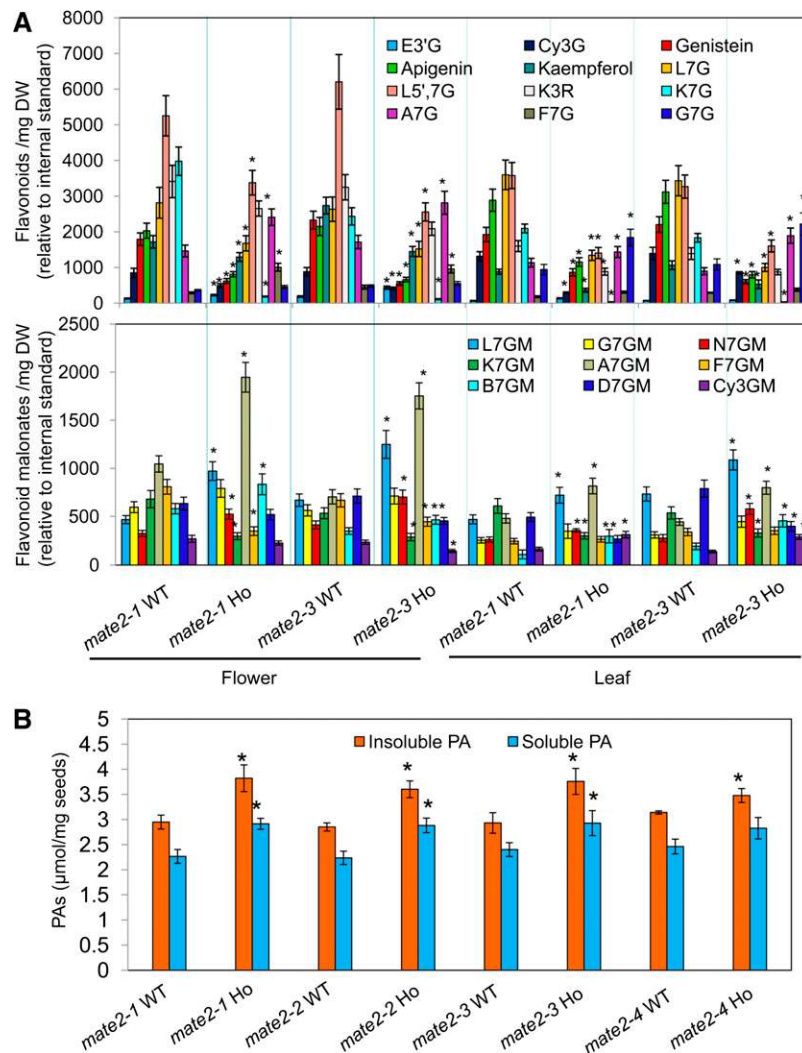 A
Flavonoids /mg DW
(relative to internal standard)
8000
7000
6000
5000
4000
3000
2000
1000
0
E3'G Cy3G Genistein
Apigenin Kaempferol L7G
L5',7G K3R K7G
A7G F7G G7G
Flavonoid malonates/mg DW
(relative to internal standard)
2500
2000
1500
1000
500
0
L7GM G7GM N7GM
K7GM A7GM F7GM
B7GM D7GM Cy3GM
mate2-1 WT
mate2-1 Ho
mate2-3 WT
mate2-3 Ho
mate2-1 WT
mate2-1 Ho
mate2-3 WT
mate2-3 Ho
Flower
Leaf
B
PAs (µmol/mg seeds)
5
4.5
4
3.5
3
2.5
2
1.5
1
0.5
0
Insoluble PA Soluble PA
mate2-1 WT
mate2-1 Ho
mate2-2 WT
mate2-2 Ho
mate2-3 WT
mate2-3 Ho
mate2-4 WT
mate2-4 Ho